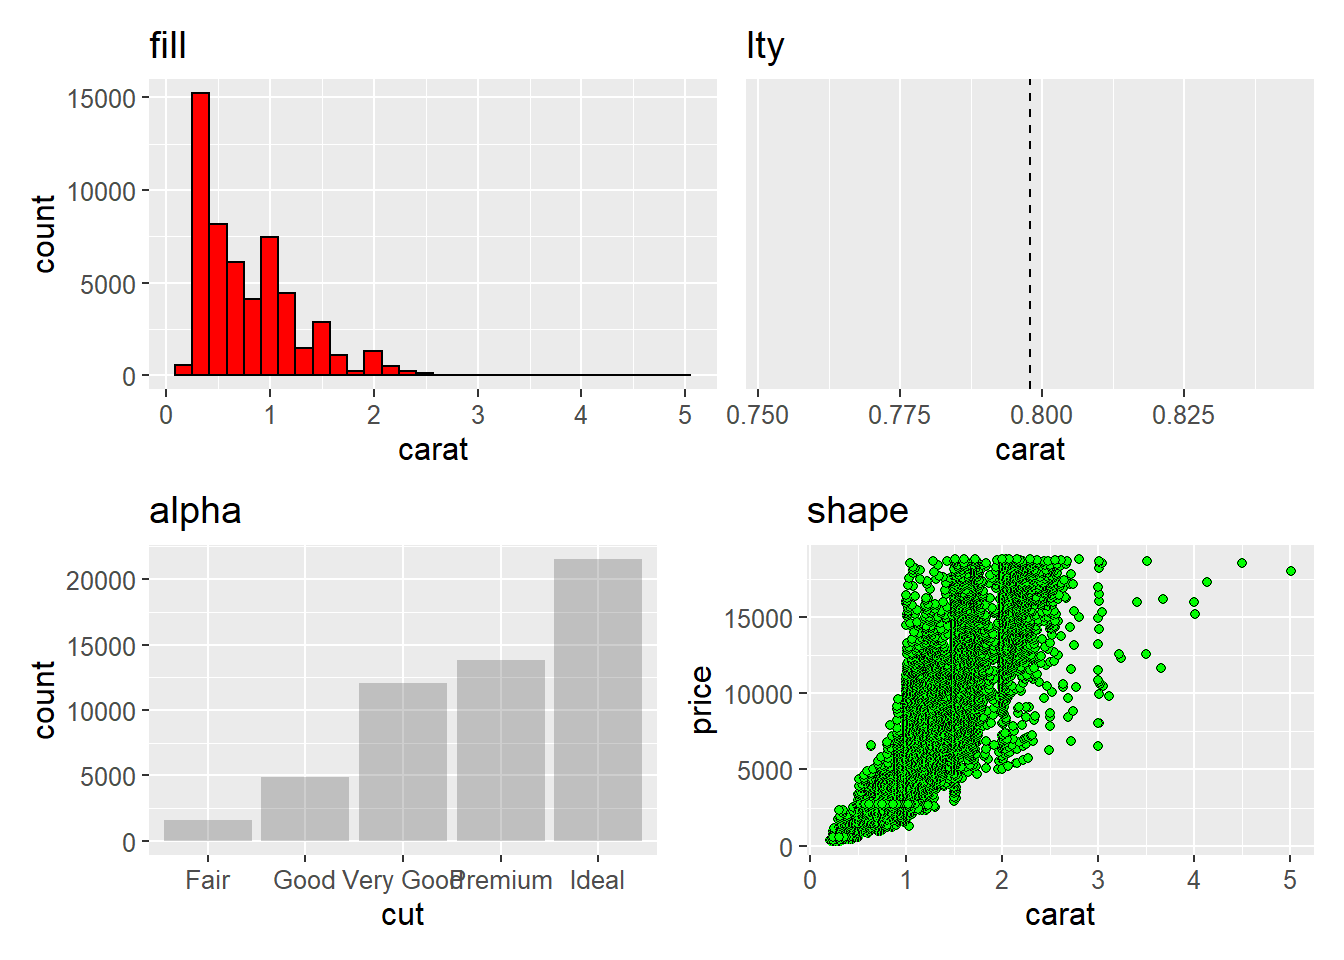 fill
15000
10000
5000
0
count
0 1 2 3 4 5
carat
lty
0.750 0.775 0.800 0.825
carat
alpha
20000
15000
10000
5000
0
count
Fair Good Very Good Premium Ideal
cut
shape
15000
10000
5000
0
price
0 1 2 3 4 5
carat